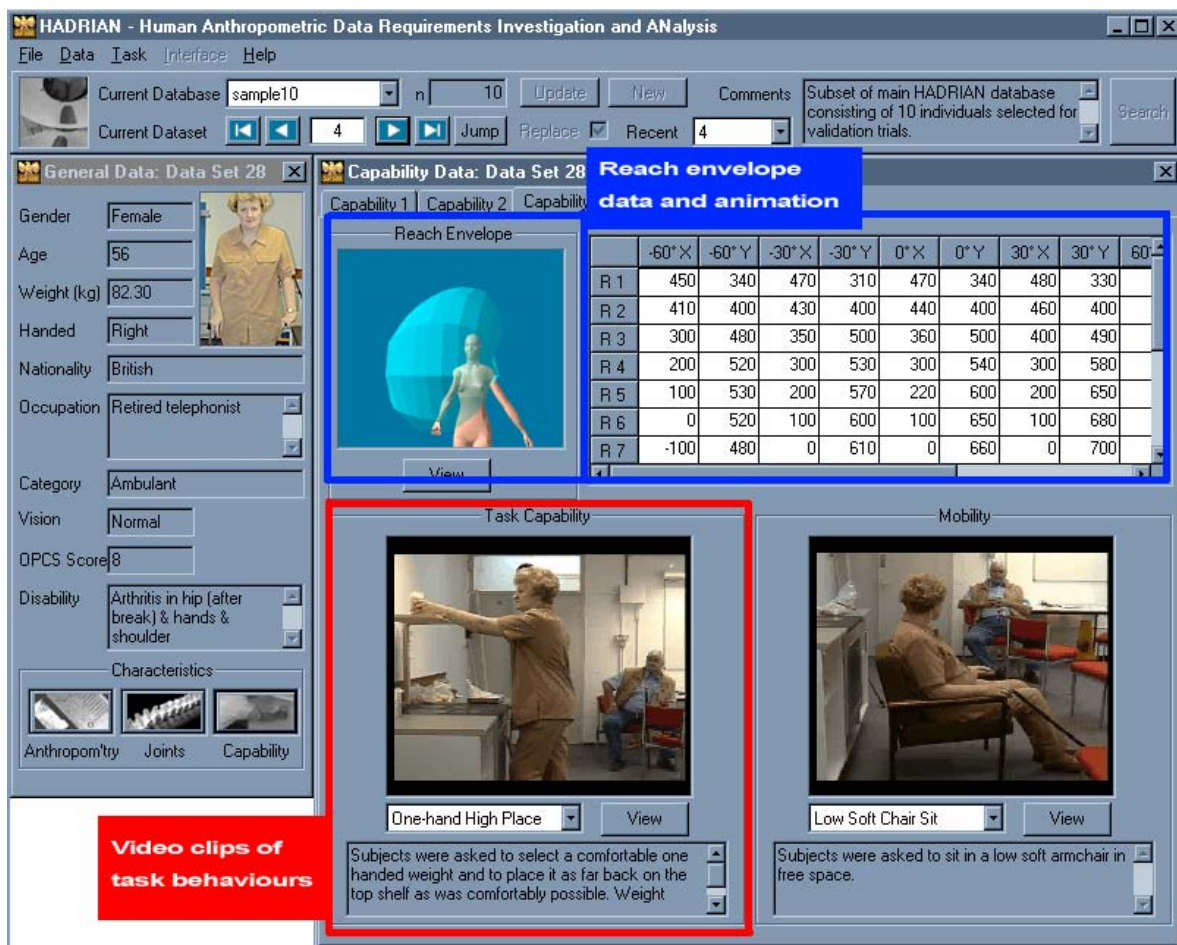 HADRIAN - Human Anthropometric Data Requirements Investigation and ANalysis
File Data Task Interface Help
Current Database sample10 n 10 Update New Comments Subset of main HADRIAN database
consisting of 10 individuals selected for
validation trials.
Search
Current Dataset 4 Jump Replace Recent 4
General Data: Data Set 28
Gender Female
Age 56
Weight (kg) 82.30
Handed Right
Nationality British
Occupation Retired telephonist
Category Ambulant
Vision Normal
OPCS Score 8
Disability Arthritis in hip (after
break) & hands &
shoulder
Characteristics
Anthropom'try Joints Capability
Capability Data: Data Set 28
Reach envelope
data and animation
Capability 1 Capability 2 Capability
Reach Envelope
View
-60° X -60° Y -30° X -30° Y 0° X 0° Y 30° X 30° Y 60°
R 1 450 340 470 310 470 340 480 330
R 2 410 400 430 400 440 400 460 400
R 3 300 480 350 500 360 500 400 490
R 4 200 520 300 530 300 540 300 580
R 5 100 530 200 570 220 600 200 650
R 6 0 520 100 600 100 650 100 680
R 7 -100 480 0 610 0 660 0 700
Task Capability
One-hand High Place View
Subjects were asked to select a comfortable one
handed weight and to place it as far back on the
top shelf as was comfortably possible. Weight
Mobility
Low Soft Chair Sit View
Subjects were asked to sit in a low soft armchair in
free space.
Video clips of
task behaviours